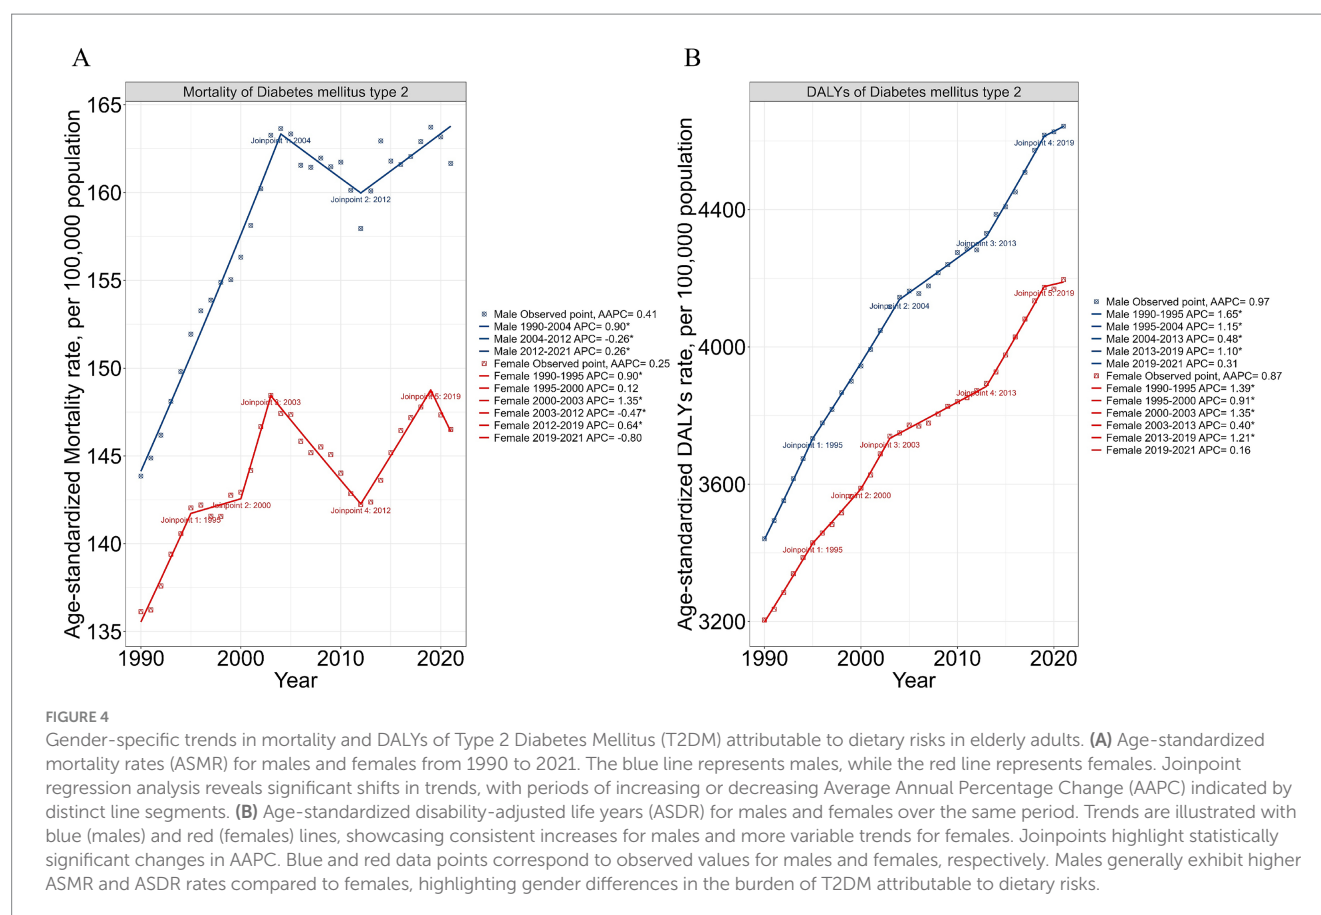 A
Mortality of Diabetes mellitus type 2
Age-standardized Mortality rate, per 100,000 population
165
160
155
150
145
140
135
1990
2000
2010
2020
Year
Joinpoint 1: 2004
Joinpoint 2: 2012
Joinpoint 3: 2003
Joinpoint 5: 2019
Joinpoint 2: 2000
Joinpoint 1: 1995
Joinpoint 4: 2012
Male Observed point, AAPC= 0.41
Male 1990-2004 APC= 0.90*
Male 2004-2012 APC= -0.26*
Male 2012-2021 APC= 0.26*
Female Observed point, AAPC= 0.25
Female 1990-1995 APC= 0.90*
Female 1995-2000 APC= 0.12
Female 2000-2003 APC= 1.35*
Female 2003-2012 APC= -0.47*
Female 2012-2019 APC= 0.64*
Female 2019-2021 APC= -0.80
B
DALYs of Diabetes mellitus type 2
Age-standardized DALYs rate, per 100,000 population
4400
4000
3600
3200
1990
2000
2010
2020
Year
Joinpoint 4: 2019
Joinpoint 3: 2013
Joinpoint 2: 2004
Joinpoint 1: 1995
Joinpoint 5: 2019
Joinpoint 4: 2013
Joinpoint 3: 2003
Joinpoint 2: 2000
Joinpoint 1: 1995
Male Observed point, AAPC= 0.97
Male 1990-1995 APC= 1.65*
Male 1995-2004 APC= 1.15*
Male 2004-2013 APC= 0.48*
Male 2013-2019 APC= 1.10*
Male 2019-2021 APC= 0.31
Female Observed point, AAPC= 0.87
Female 1990-1995 APC= 1.39*
Female 1995-2000 APC= 0.91*
Female 2000-2003 APC= 1.35*
Female 2003-2013 APC= 0.40*
Female 2013-2019 APC= 1.21*
Female 2019-2021 APC= 0.16
FIGURE 4
Gender-specific trends in mortality and DALYs of Type 2 Diabetes Mellitus (T2DM) attributable to dietary risks in elderly adults. (A) Age-standardized
mortality rates (ASMR) for males and females from 1990 to 2021. The blue line represents males, while the red line represents females. Joinpoint
regression analysis reveals significant shifts in trends, with periods of increasing or decreasing Average Annual Percentage Change (AAPC) indicated by
distinct line segments. (B) Age-standardized disability-adjusted life years (ASDR) for males and females over the same period. Trends are illustrated with
blue (males) and red (females) lines, showcasing consistent increases for males and more variable trends for females. Joinpoints highlight statistically
significant changes in AAPC. Blue and red data points correspond to observed values for males and females, respectively. Males generally exhibit higher
ASMR and ASDR rates compared to females, highlighting gender differences in the burden of T2DM attributable to dietary risks.